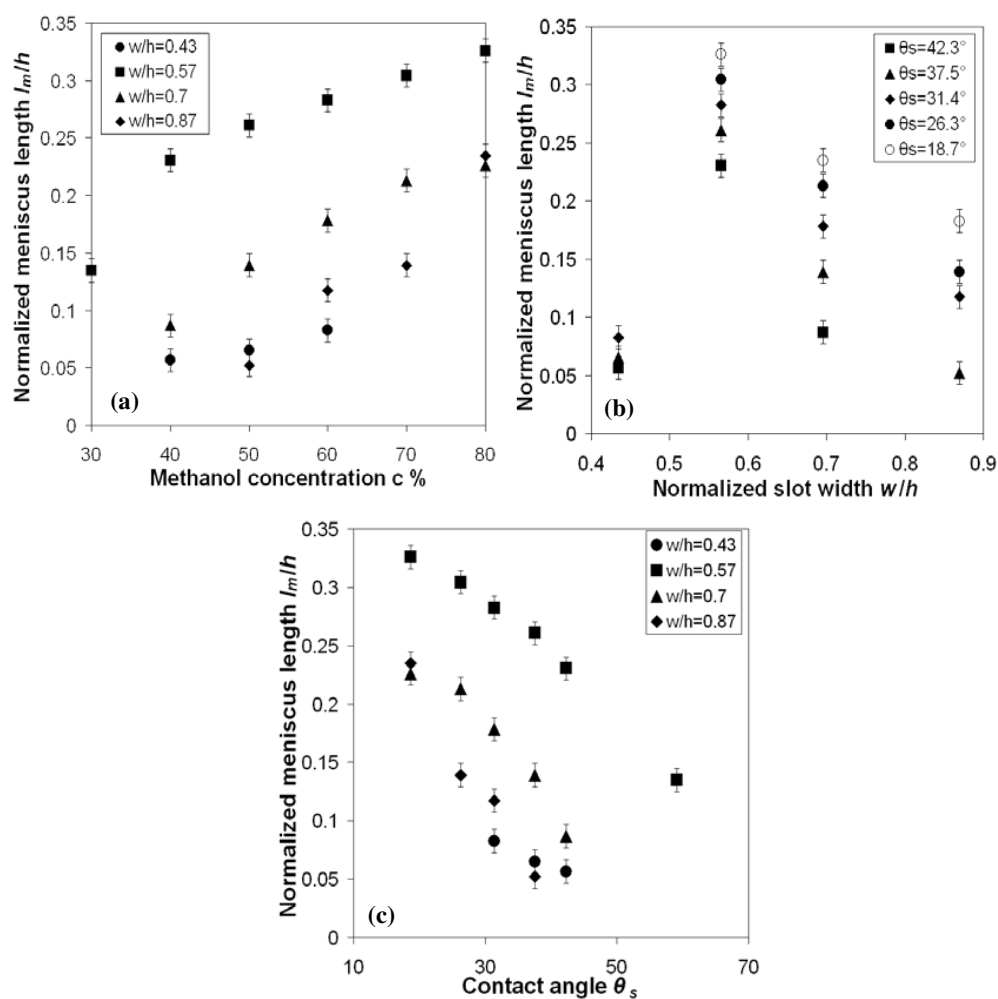 0.35
0.3
0.25
0.2
0.15
0.1
0.05
0
Normalized meniscus length lm/h
w/h=0.43
w/h=0.57
w/h=0.7
w/h=0.87
(a)
30 40 50 60 70 80
Methanol concentration c %
0.35
0.3
0.25
0.2
0.15
0.1
0.05
0
Normalized meniscus length lm/h
θs=42.3°
θs=37.5°
θs=31.4°
θs=26.3°
θs=18.7°
(b)
0.4 0.5 0.6 0.7 0.8 0.9
Normalized slot width w/h
0.35
0.3
0.25
0.2
0.15
0.1
0.05
0
Normalized meniscus length lm/h
w/h=0.43
w/h=0.57
w/h=0.7
w/h=0.87
(c)
10 30 50 70
Contact angle θs